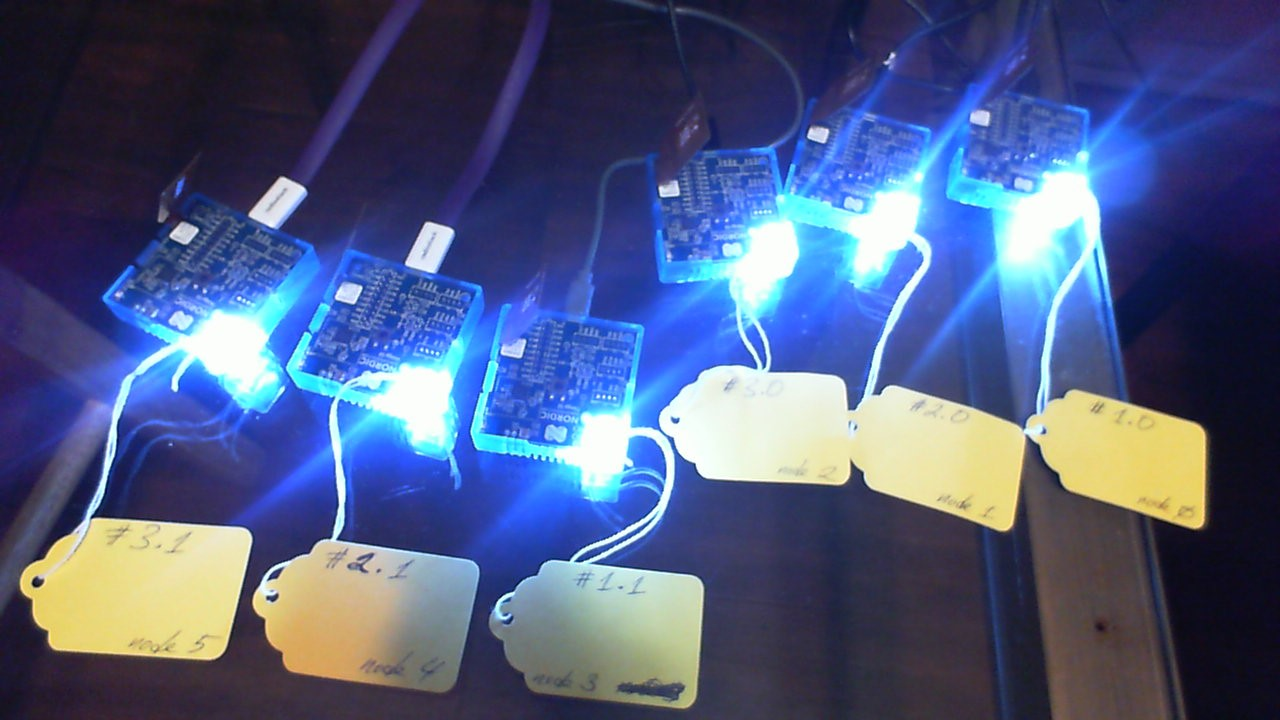 #3.0
node 2
#2.0
node 1
#1.0
node Ø
NORDIC
NORDIC
#3.1
node 5
#2.1
node 4
#1.1
node 3